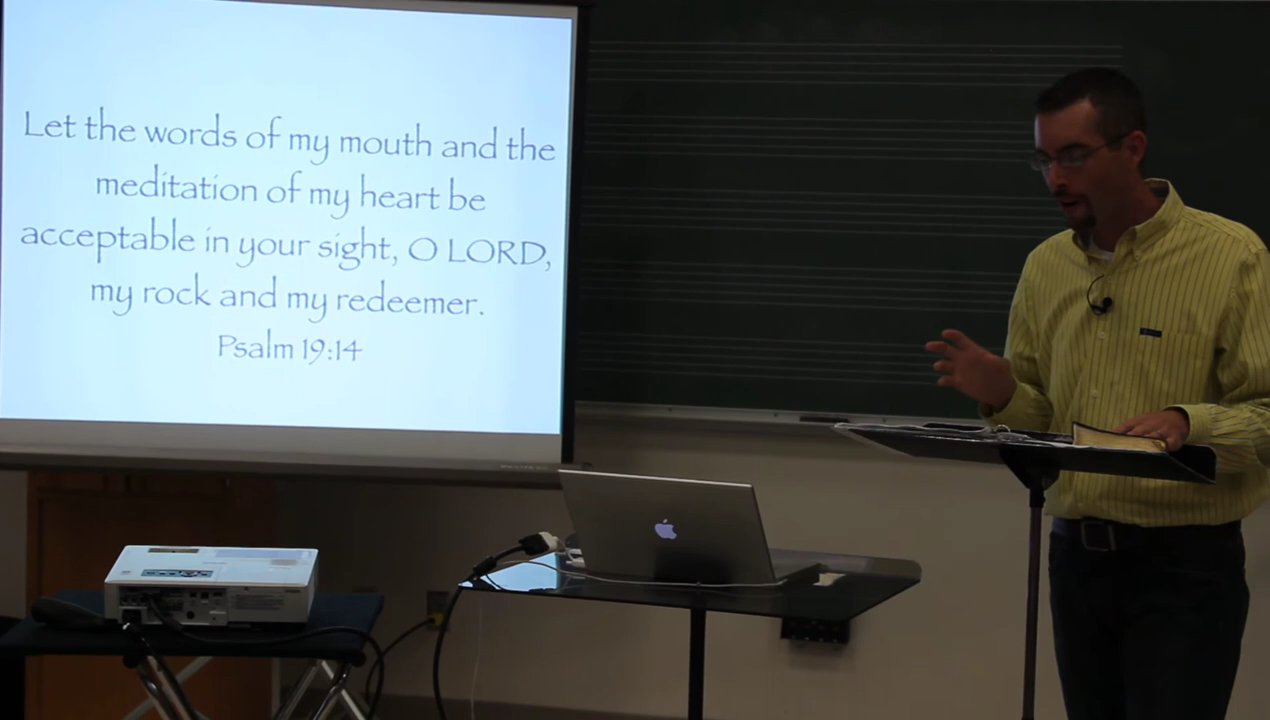 Let the words of my mouth and the
meditation of my heart be
acceptable in your sight, O LORD,
my rock and my redeemer.
Psalm 19:14